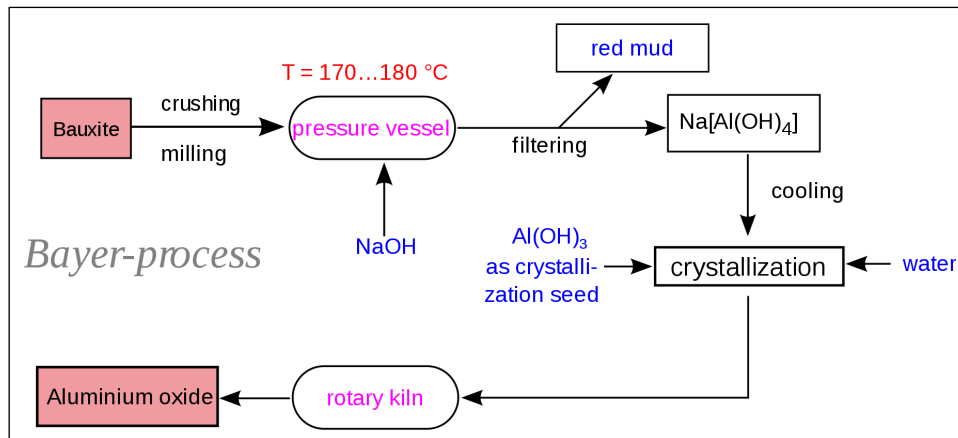 red mud
T = 170…180 °C
crushing
Bauxite
pressure vessel
Na[Al(OH)₄]
milling
filtering
cooling
NaOH
Bayer-process
Al(OH)₃
as crystalli-
zation seed
crystallization
water
Aluminium oxide
rotary kiln